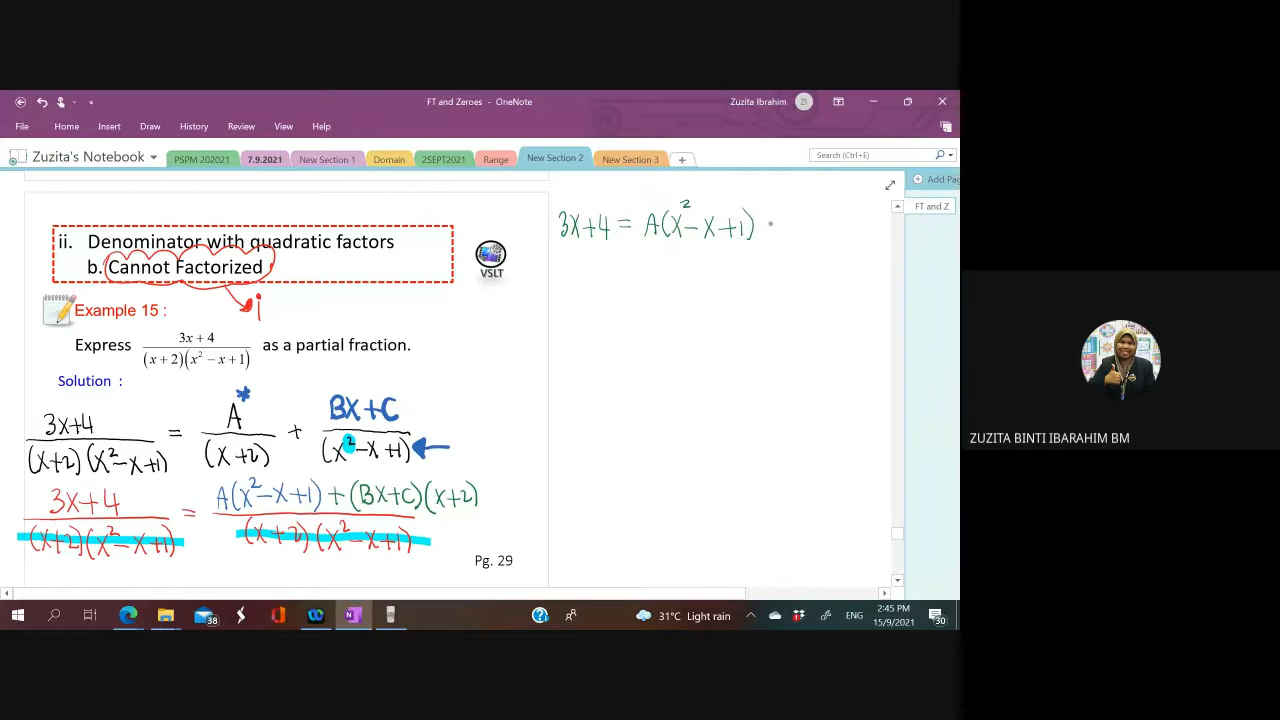 FT and Zeroes - OneNote
Zuzita Ibrahim
ZI
File Home Insert Draw History Review View Help
Zuzita's Notebook
PSPM 202021 7.9.2021 New Section 1 Domain 2SEPT2021 Range New Section 2 New Section 3 +
Search (Ctrl+E)
Add Pag
FT and Z
ii. Denominator with quadratic factors
b. Cannot Factorized
i
VSLT
Example 15 :
Express (3x + 4)/((x + 2)(x² − x + 1)) as a partial fraction.
Solution :
(3x+4)/((x+2)(x²−x+1)) = A*/(x+2) + (Bx+C)/(x²−x+1)
(3x+4)/((x+2)(x²−x+1)) = (A(x²−x+1)+(Bx+C)(x+2))/((x+2)(x²−x+1))
Pg. 29
3x+4 = A(x²−x+1)
ZUZITA BINTI IBARAHIM BM
38
31°C Light rain
ENG
2:45 PM
15/9/2021
30